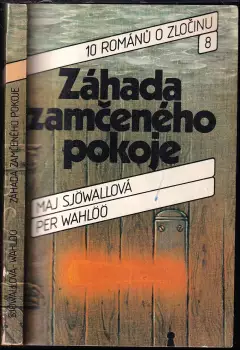 10 ROMÁNŮ O ZLOČINU
8
Záhada
zamčeného
pokoje
MAJ SJÖWALLOVÁ
PER WAHLÖÖ
SJÖWALLOVÁ - WAHLÖÖ ZÁHADA ZAMČENÉHO POKOJE